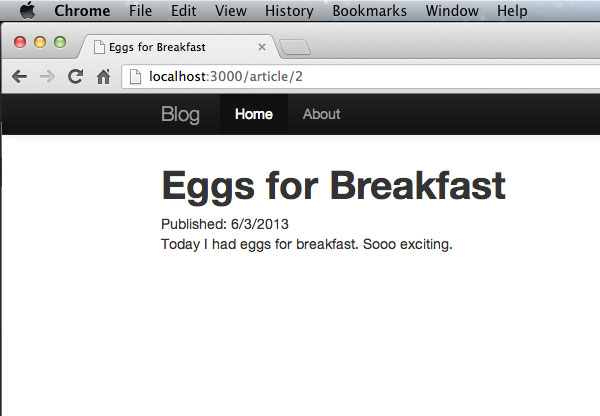 Chrome File Edit View History Bookmarks Window Help
Eggs for Breakfast
localhost:3000/article/2
Blog Home About
Eggs for Breakfast
Published: 6/3/2013
Today I had eggs for breakfast. Sooo exciting.